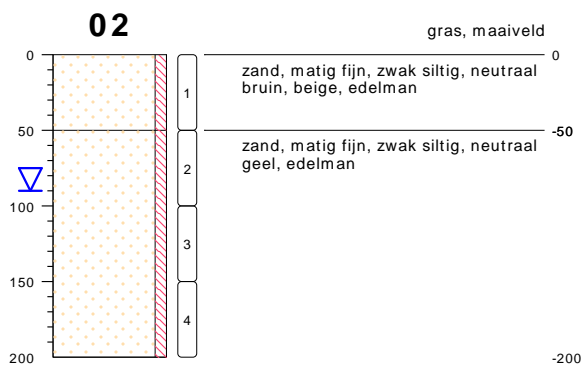 02
gras, maaiveld
0
0
zand, matig fijn, zwak siltig, neutraal
bruin, beige, edelman
1
50
-50
zand, matig fijn, zwak siltig, neutraal
geel, edelman
2
100
3
150
4
200
-200